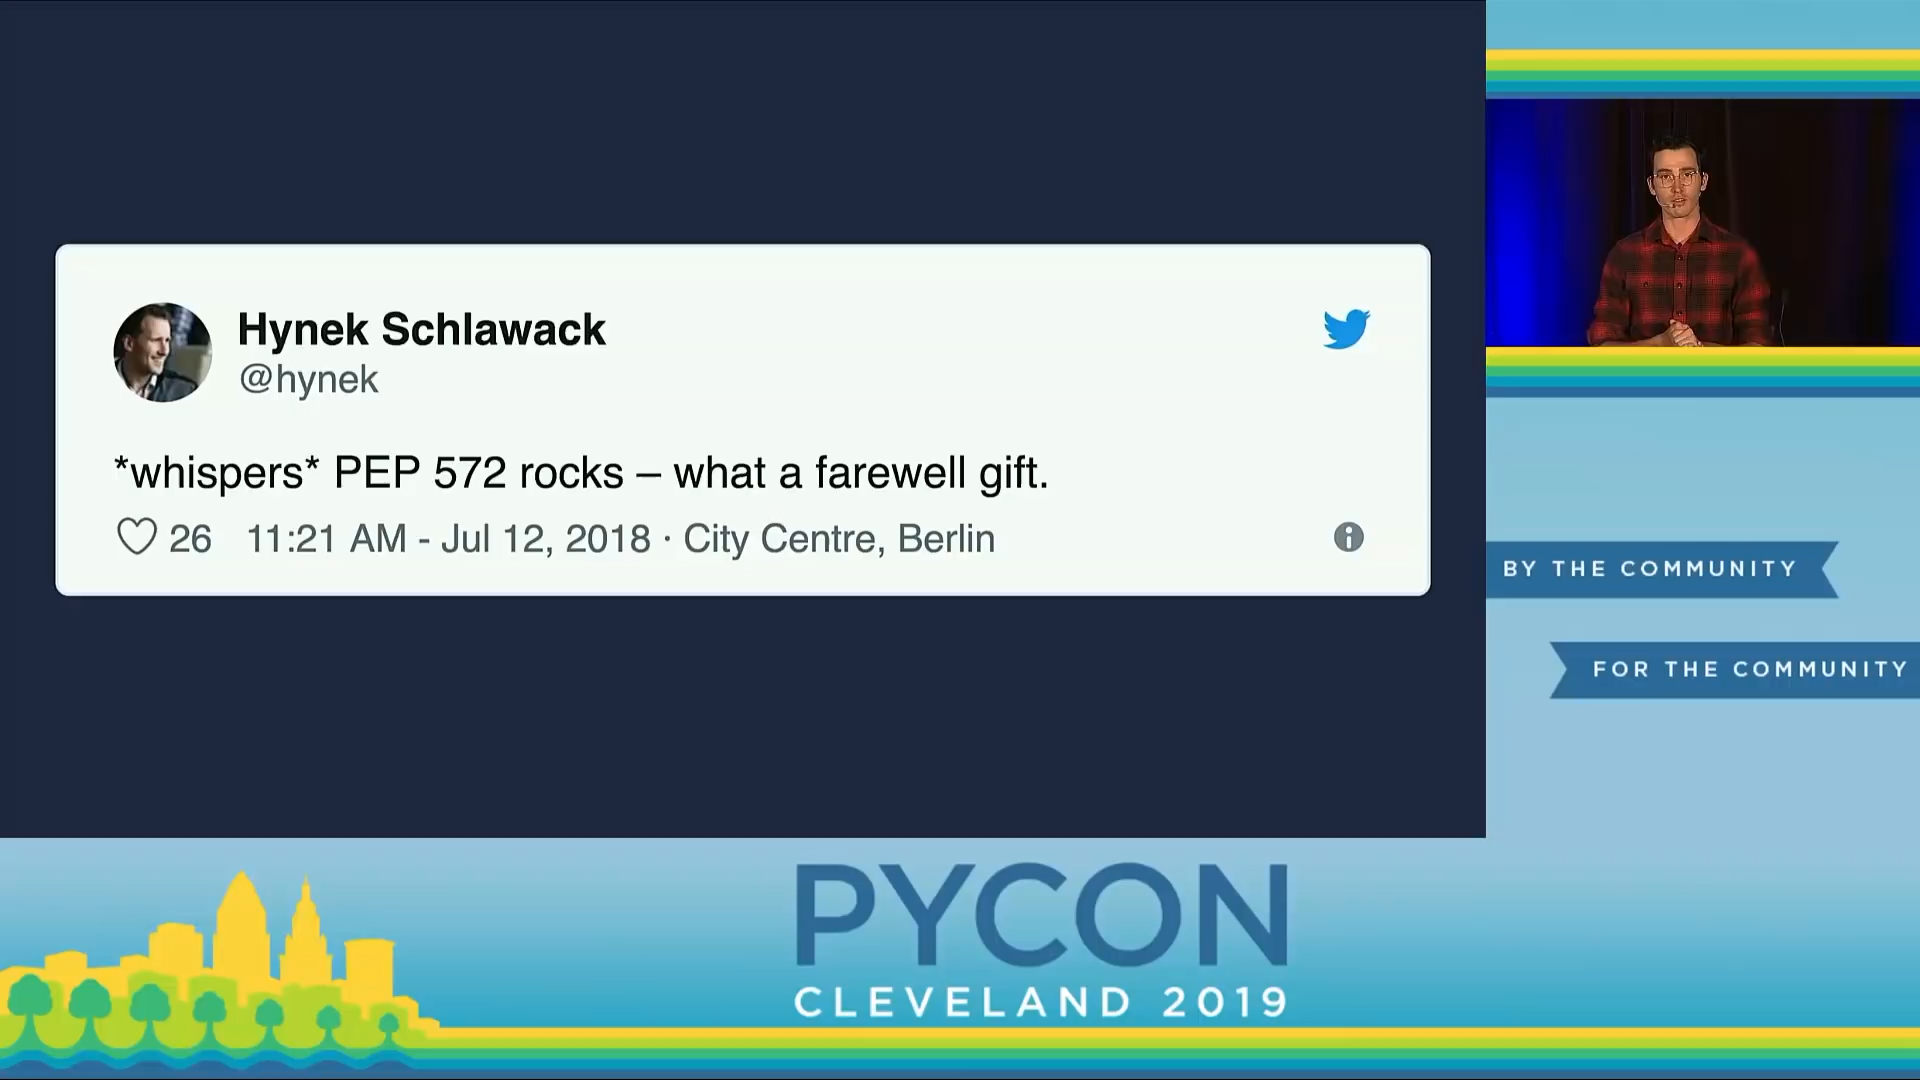 Hynek Schlawack
@hynek
*whispers* PEP 572 rocks – what a farewell gift.
26 11:21 AM - Jul 12, 2018 · City Centre, Berlin
BY THE COMMUNITY
FOR THE COMMUNITY
PYCON
CLEVELAND 2019